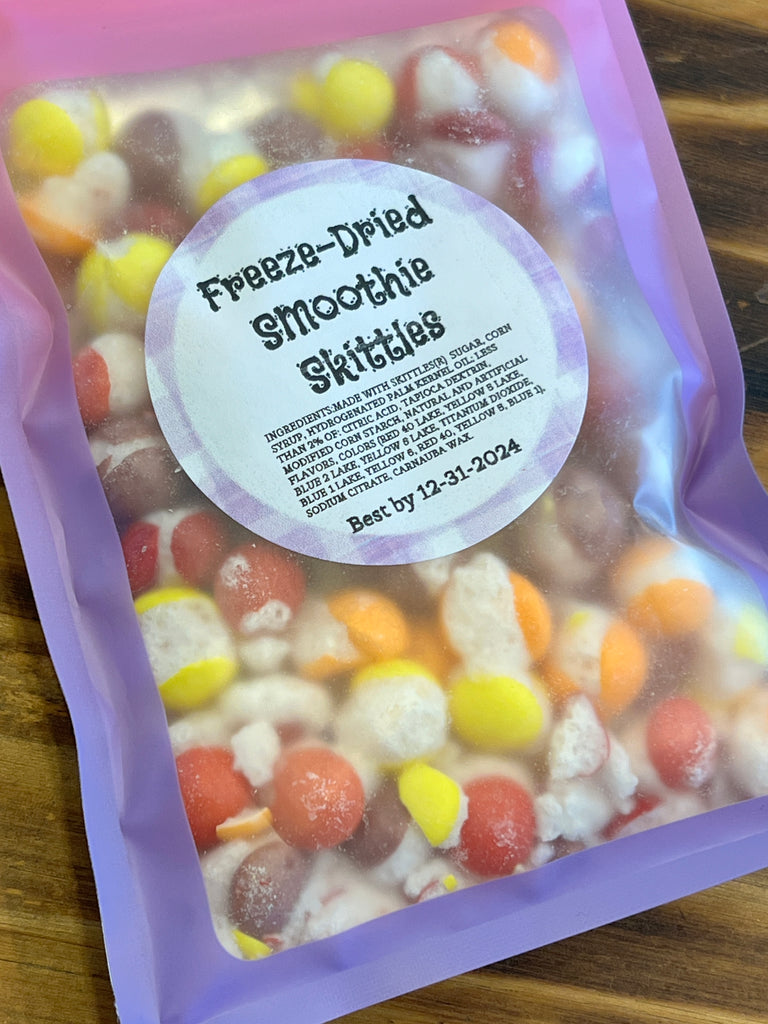 Freeze-Dried
Smoothie
Skittles
INGREDIENTS:MADE WITH SKITTLES(R) SUGAR, CORN
SYRUP, HYDROGENATED PALM KERNEL OIL; LESS
THAN 2% OF: CITRIC ACID, TAPIOCA DEXTRIN,
MODIFIED CORN STARCH, NATURAL AND ARTIFICIAL
FLAVORS, COLORS (RED 40 LAKE, YELLOW 5 LAKE,
BLUE 2 LAKE, YELLOW 6 LAKE, TITANIUM DIOXIDE,
BLUE 1 LAKE, YELLOW 6, RED 40, YELLOW 5, BLUE 1),
SODIUM CITRATE, CARNAUBA WAX.
Best by 12-31-2024